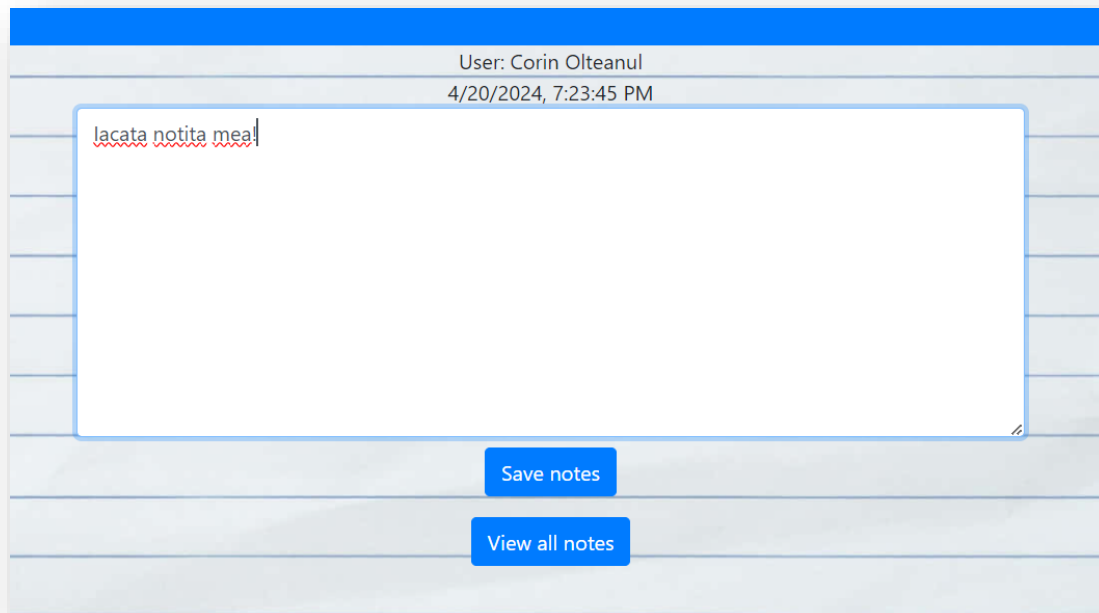 User: Corin Olteanul
4/20/2024, 7:23:45 PM
Iacata notita mea!
Save notes
View all notes